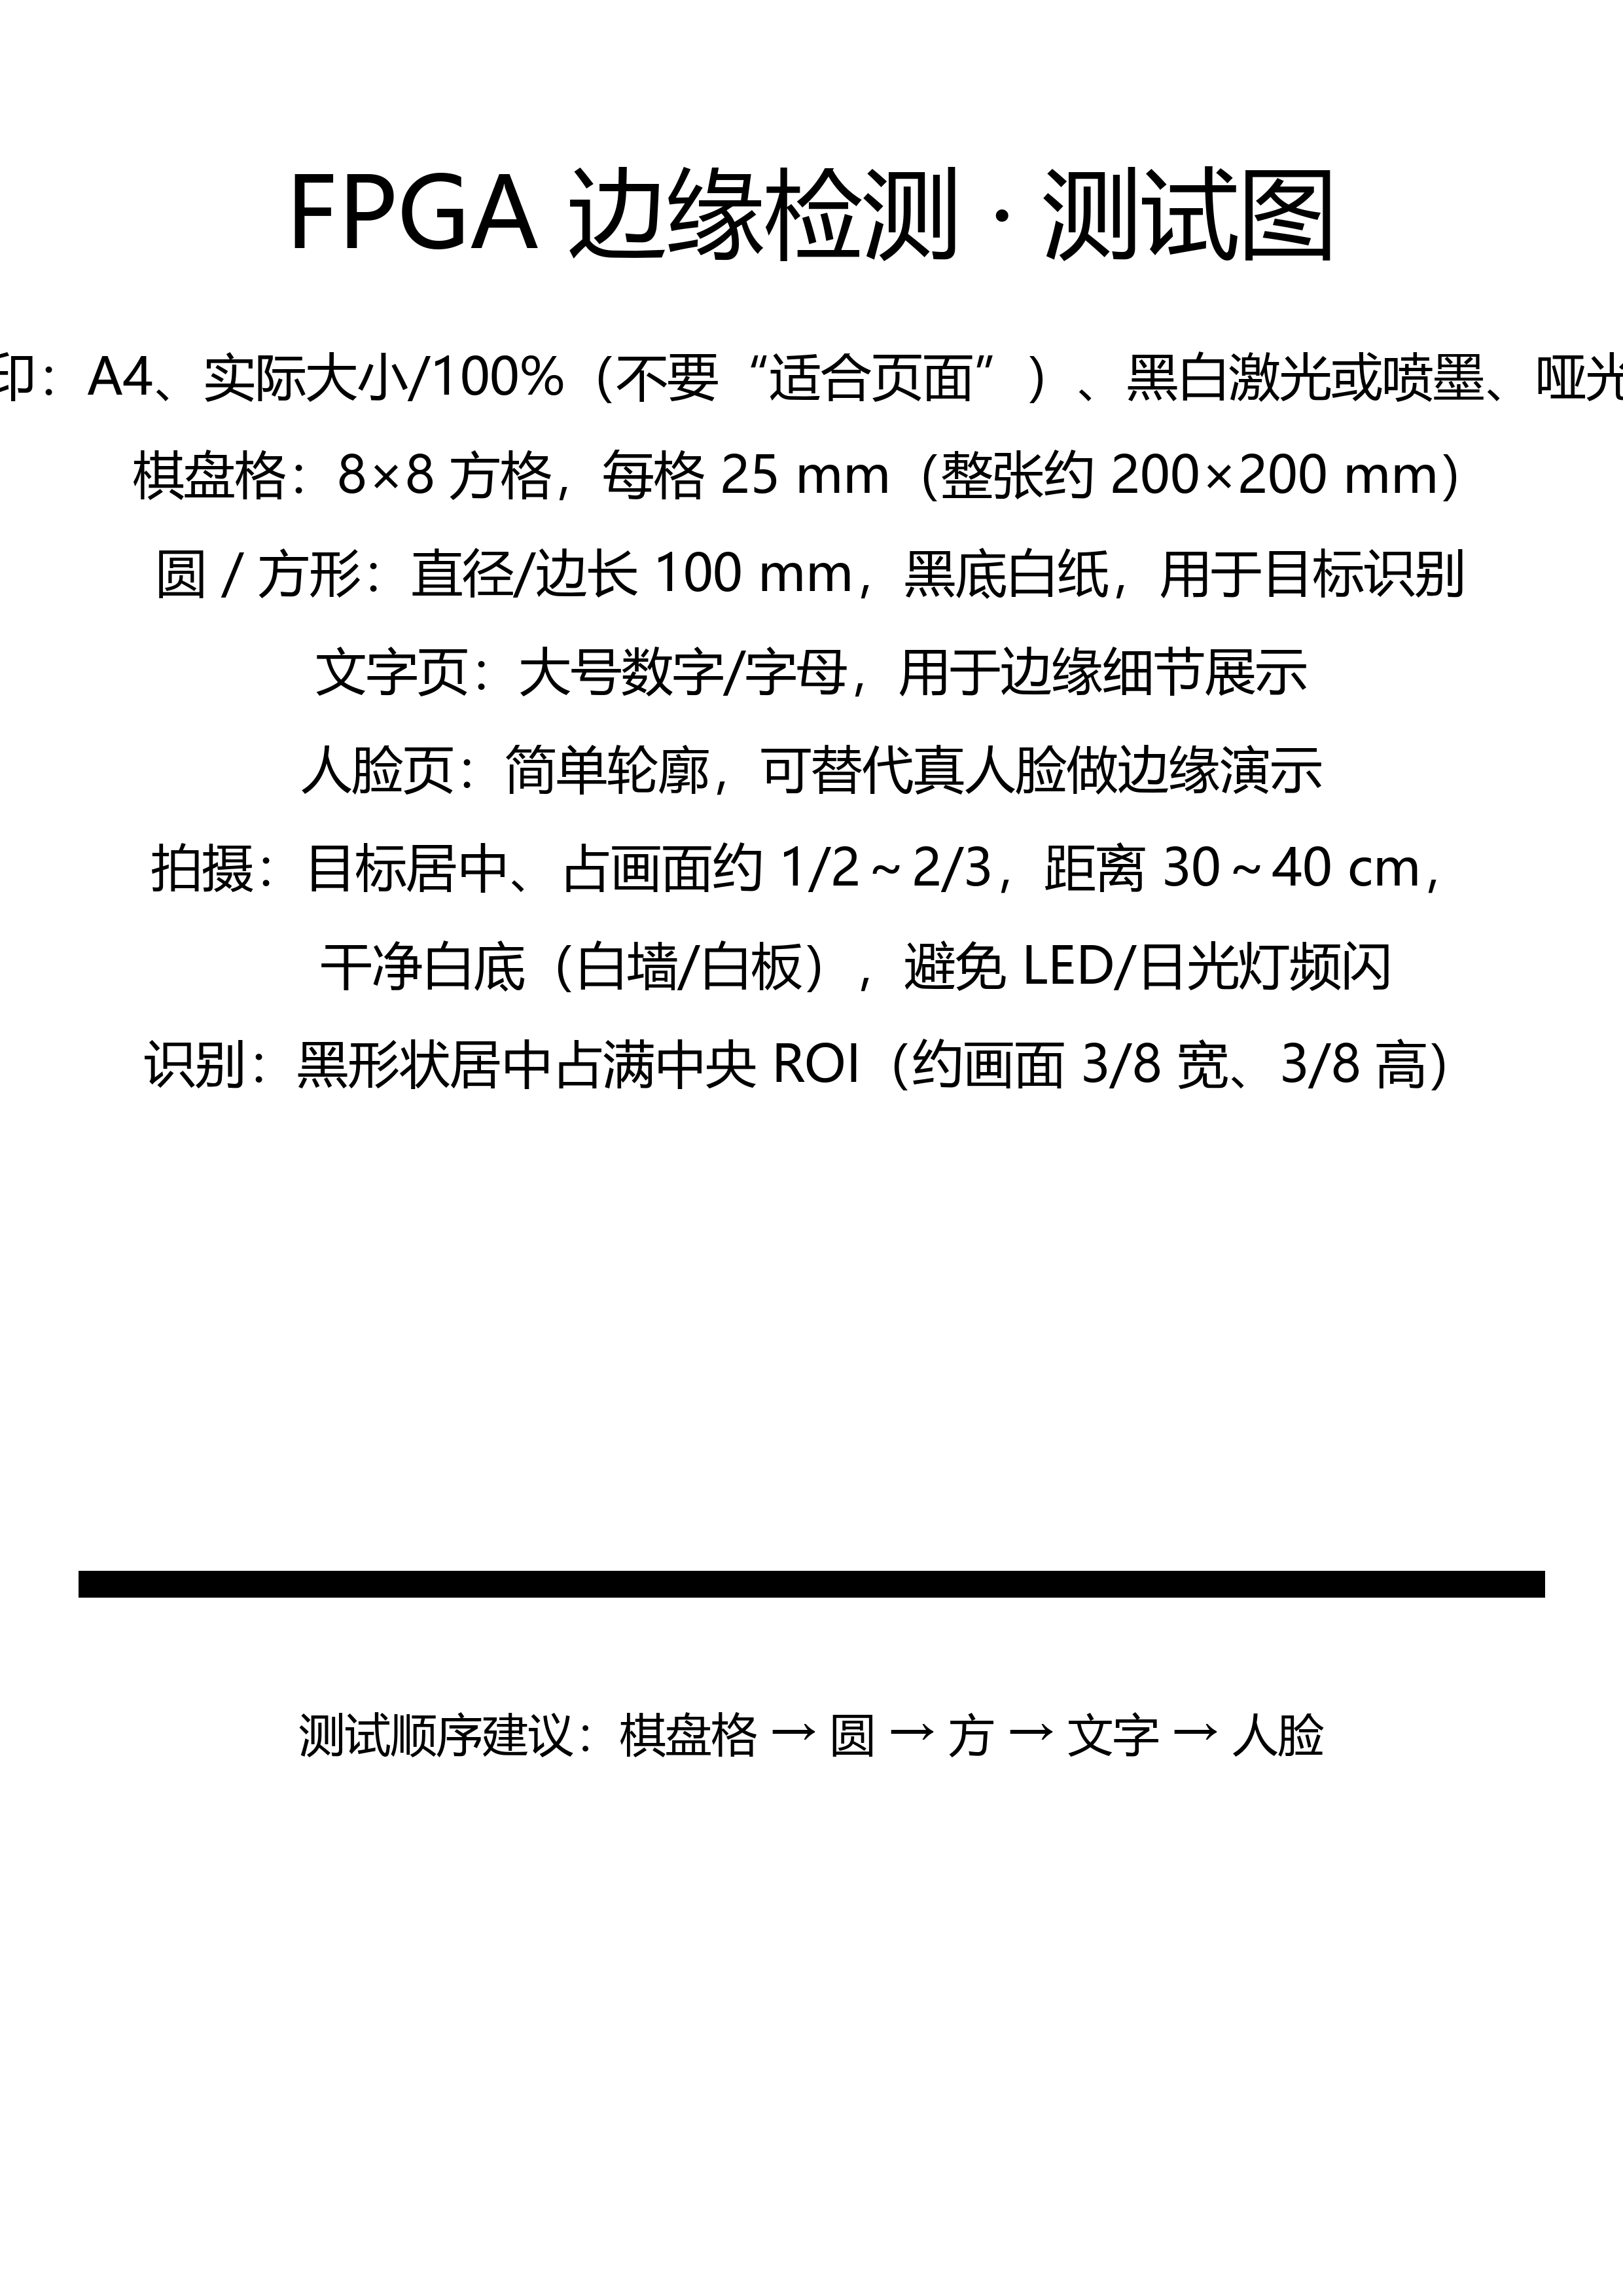 FPGA 边缘检测 · 测试图
印：A4、实际大小/100%（不要“适合页面”）、黑白激光或喷墨、哑光
棋盘格：8×8 方格，每格 25 mm（整张约 200×200 mm）
圆 / 方形：直径/边长 100 mm，黑底白纸，用于目标识别
文字页：大号数字/字母，用于边缘细节展示
人脸页：简单轮廓，可替代真人脸做边缘演示
拍摄：目标居中、占画面约 1/2～2/3，距离 30～40 cm，
干净白底（白墙/白板），避免 LED/日光灯频闪
识别：黑形状居中占满中央 ROI（约画面 3/8 宽、3/8 高）
测试顺序建议：棋盘格 → 圆 → 方 → 文字 → 人脸